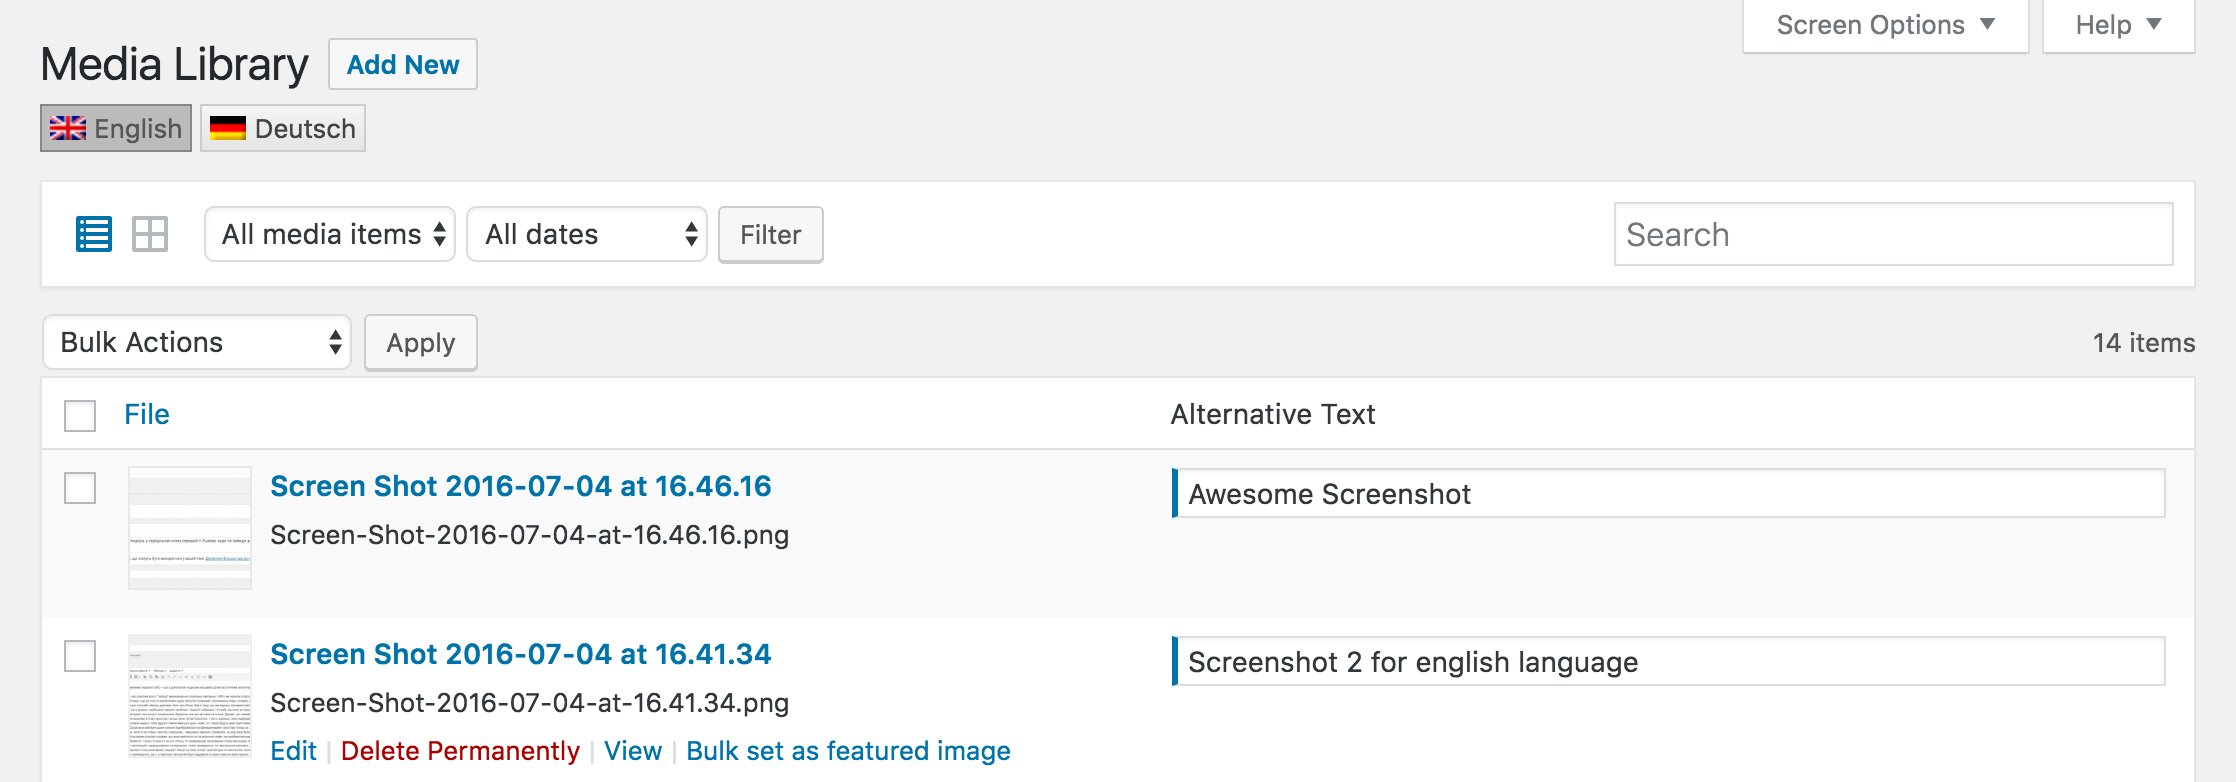 Screen Options ▼ Help ▼
Media Library Add New
English Deutsch
All media items All dates Filter Search
Bulk Actions Apply 14 items
File Alternative Text
Screen Shot 2016-07-04 at 16.46.16 Awesome Screenshot
Screen-Shot-2016-07-04-at-16.46.16.png
Screen Shot 2016-07-04 at 16.41.34 Screenshot 2 for english language
Screen-Shot-2016-07-04-at-16.41.34.png
Edit | Delete Permanently | View | Bulk set as featured image